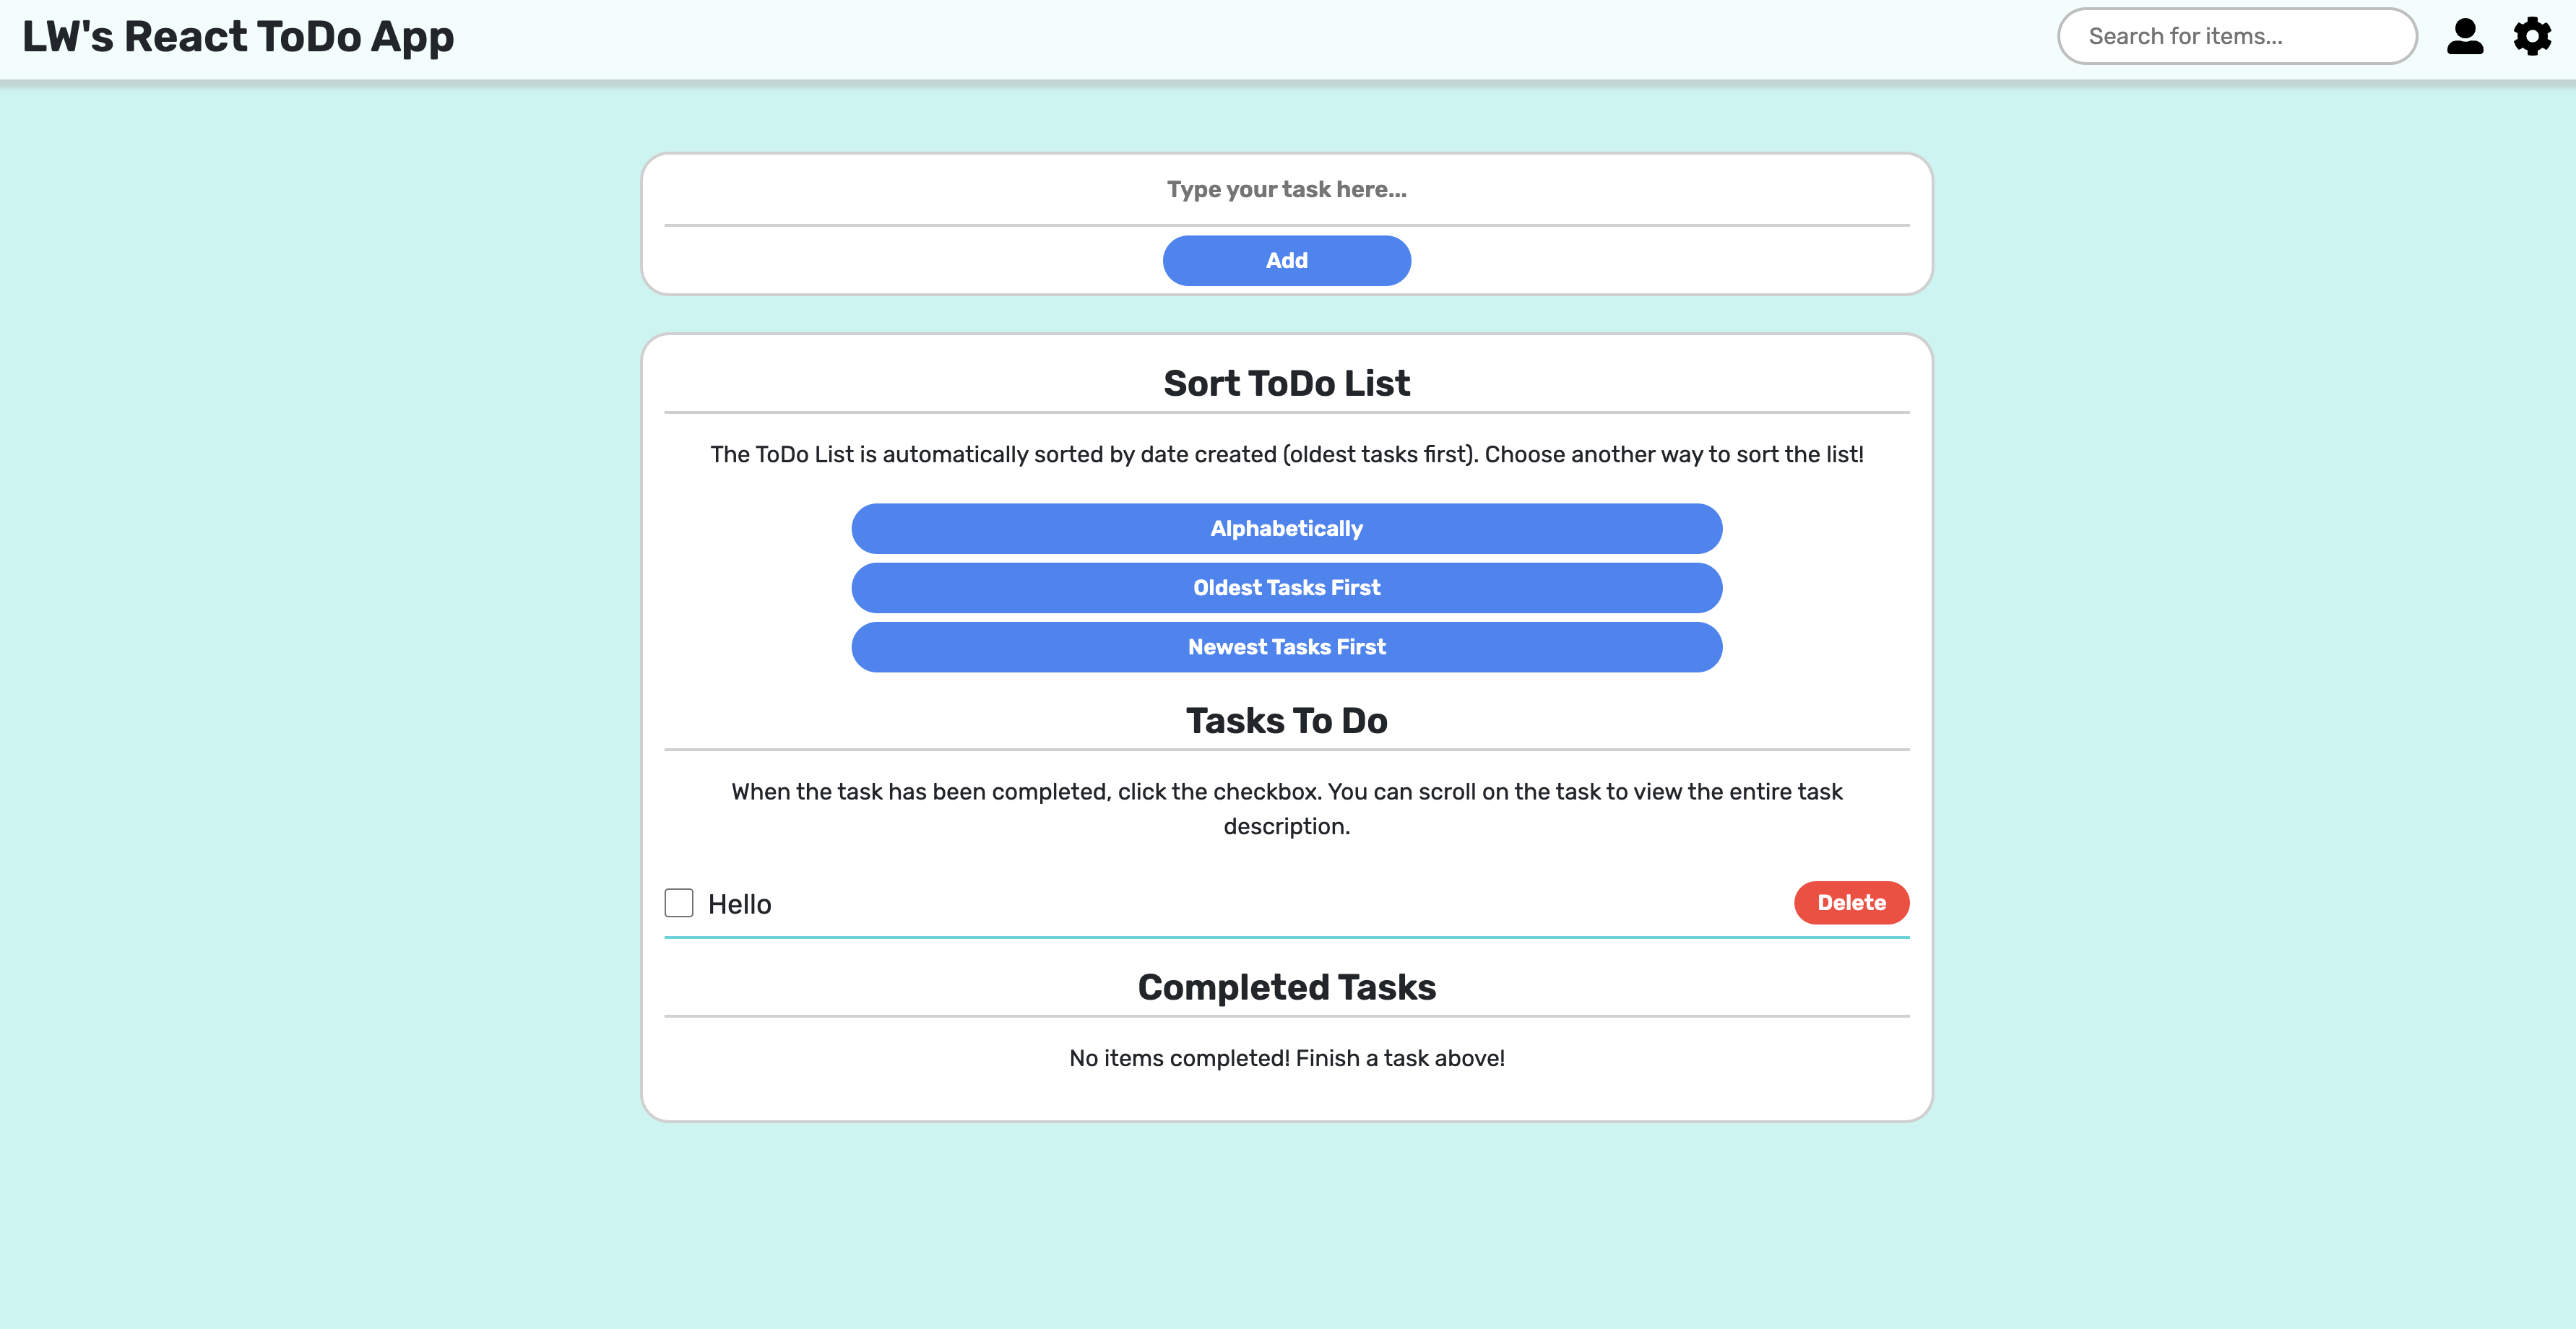 LW's React ToDo App
Search for items...
Type your task here...
Add
Sort ToDo List
The ToDo List is automatically sorted by date created (oldest tasks first). Choose another way to sort the list!
Alphabetically
Oldest Tasks First
Newest Tasks First
Tasks To Do
When the task has been completed, click the checkbox. You can scroll on the task to view the entire task
description.
Hello
Delete
Completed Tasks
No items completed! Finish a task above!